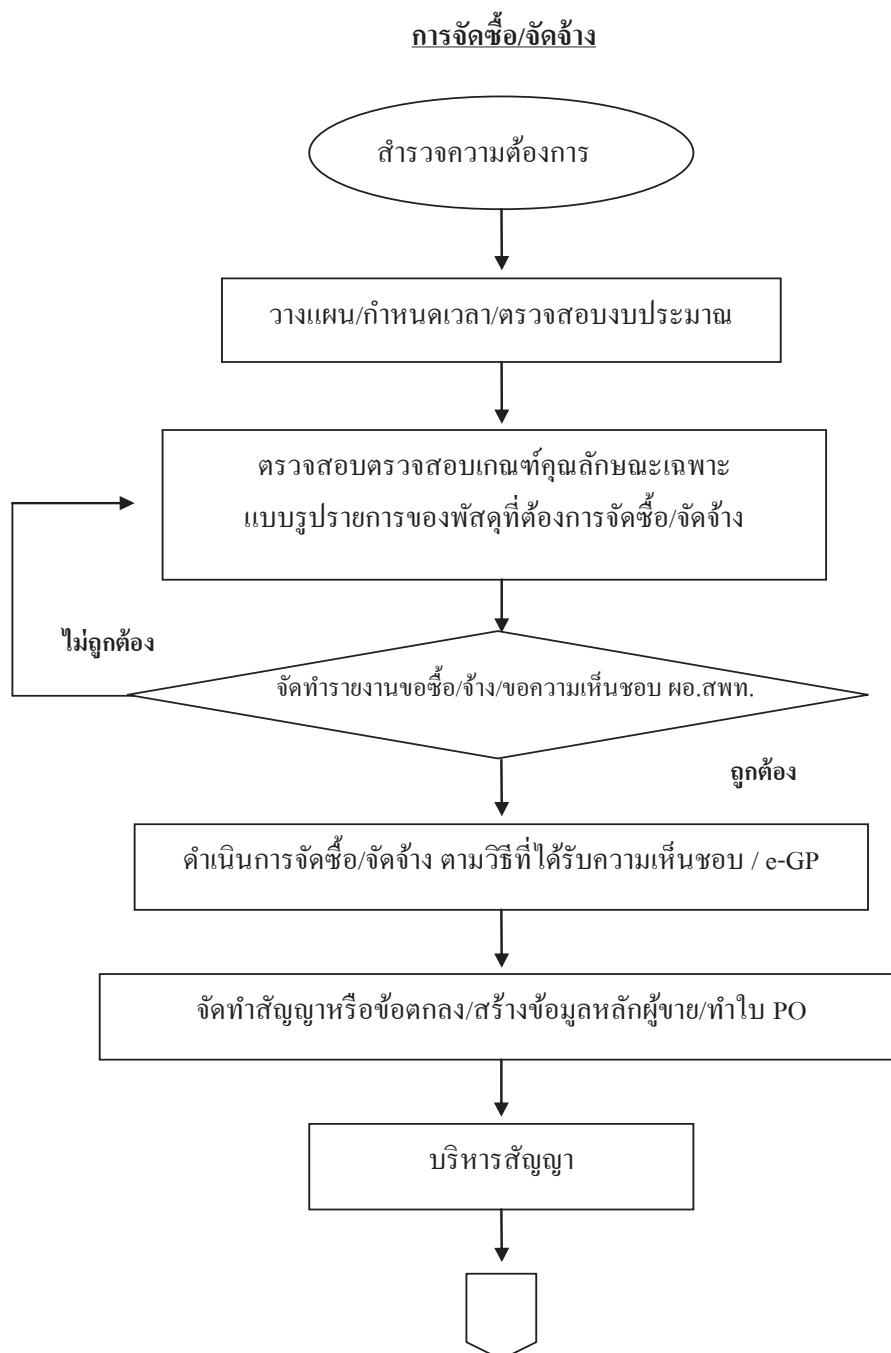 การจัดซื้อ/จัดจ้าง
สำรวจความต้องการ
วางแผน/กำหนดเวลา/ตรวจสอบงบประมาณ
ตรวจสอบตรวจสอบเกณฑ์คุณลักษณะเฉพาะ
แบบรูปรายการของพัสดุที่ต้องการจัดซื้อ/จัดจ้าง
ไม่ถูกต้อง
จัดทำรายงานขอซื้อ/จ้าง/ขอความเห็นชอบ ผอ.สพท.
ถูกต้อง
ดำเนินการจัดซื้อ/จัดจ้าง ตามวิธีที่ได้รับความเห็นชอบ / e-GP
จัดทำสัญญาหรือข้อตกลง/สร้างข้อมูลหลักผู้ขาย/ทำใบ PO
บริหารสัญญา